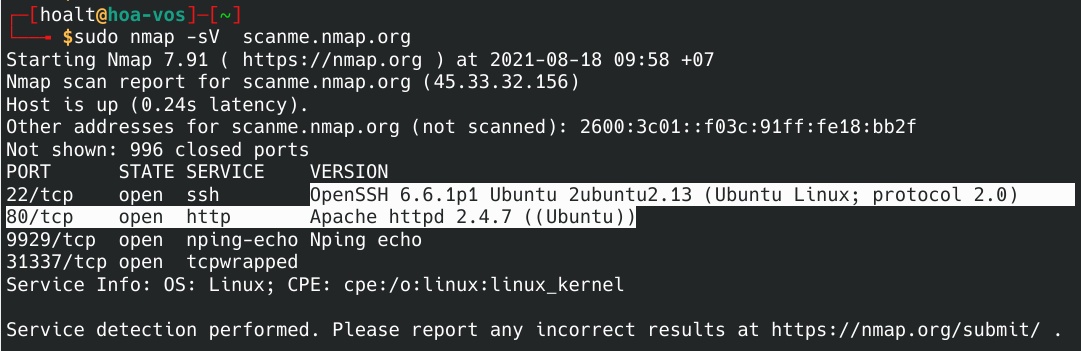 ┌─[hoalt@hoa-vos]─[~]
└──╼ $sudo nmap -sV  scanme.nmap.org
Starting Nmap 7.91 ( https://nmap.org ) at 2021-08-18 09:58 +07
Nmap scan report for scanme.nmap.org (45.33.32.156)
Host is up (0.24s latency).
Other addresses for scanme.nmap.org (not scanned): 2600:3c01::f03c:91ff:fe18:bb2f
Not shown: 996 closed ports
PORT      STATE SERVICE    VERSION
22/tcp    open  ssh        OpenSSH 6.6.1p1 Ubuntu 2ubuntu2.13 (Ubuntu Linux; protocol 2.0)
80/tcp    open  http       Apache httpd 2.4.7 ((Ubuntu))
9929/tcp  open  nping-echo Nping echo
31337/tcp open  tcpwrapped
Service Info: OS: Linux; CPE: cpe:/o:linux:linux_kernel
Service detection performed. Please report any incorrect results at https://nmap.org/submit/ .